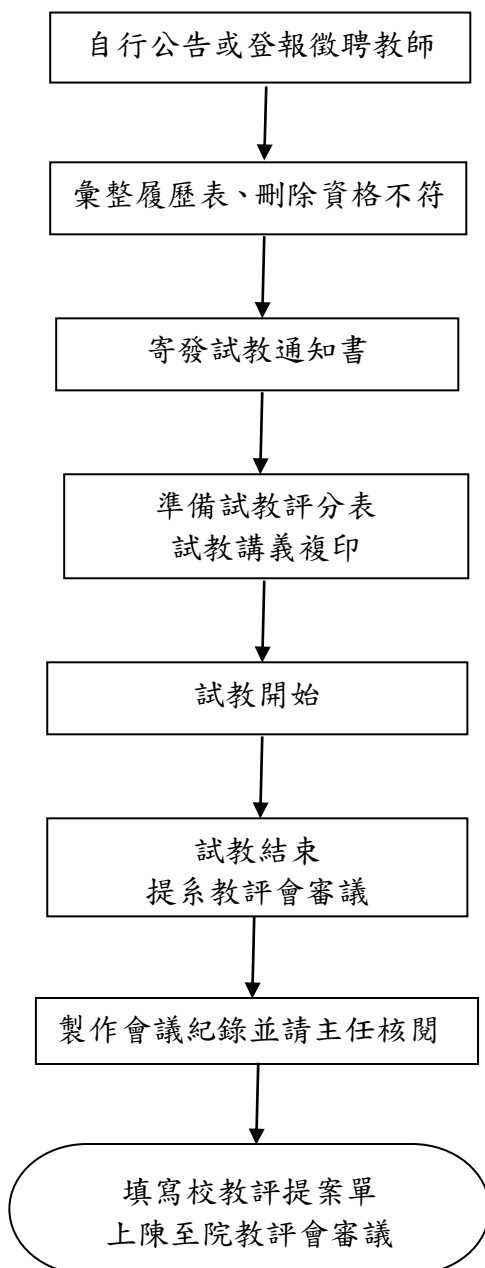 自行公告或登報徵聘教師
彙整履歷表、刪除資格不符
寄發試教通知書
準備試教評分表
試教講義複印
試教開始
試教結束
提系教評會審議
製作會議紀錄並請主任核閱
填寫校教評提案單
上陳至院教評會審議